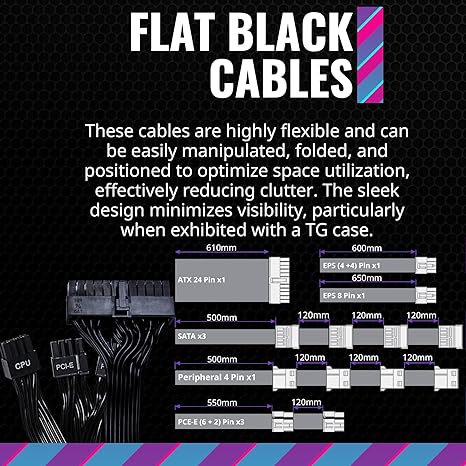 FLAT BLACK
CABLES
These cables are highly flexible and can
be easily manipulated, folded, and
positioned to optimize space utilization,
effectively reducing clutter. The sleek
design minimizes visibility, particularly
when exhibited with a TG case.
610mm
ATX 24 Pin x1
600mm
EPS (4 +4) Pin x1
650mm
EPS 8 Pin x1
500mm 120mm 120mm 120mm
SATA x3
500mm 120mm 120mm 120mm
Peripheral 4 Pin x1
550mm 120mm
PCE-E (6 + 2) Pin x3
CPU
PCI-E